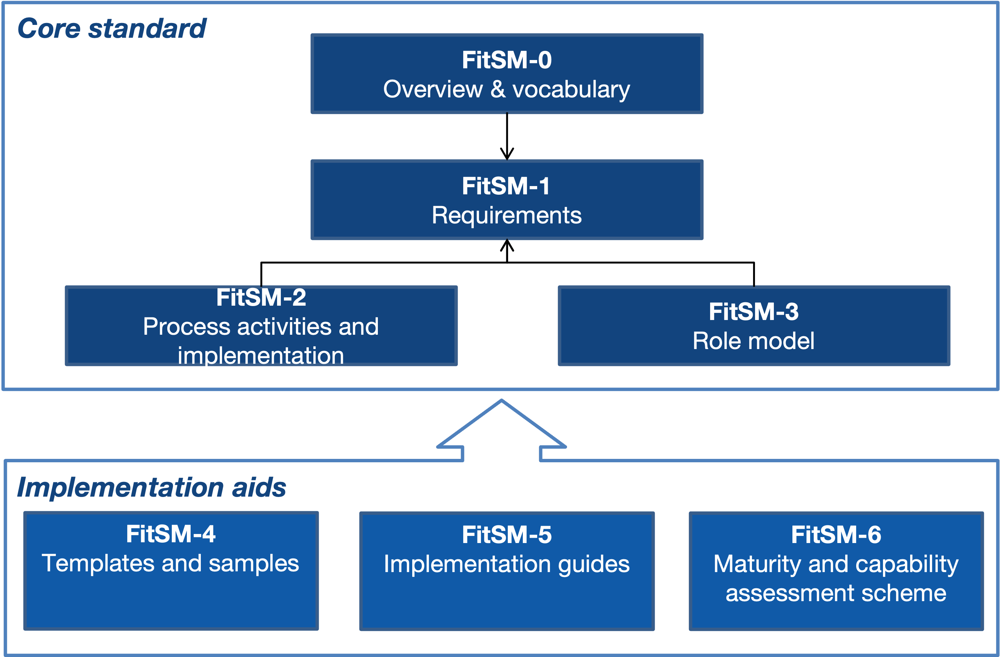 Core standard
FitSM-0
Overview & vocabulary
FitSM-1
Requirements
FitSM-2
Process activities and
implementation
FitSM-3
Role model
Implementation aids
FitSM-4
Templates and samples
FitSM-5
Implementation guides
FitSM-6
Maturity and capability
assessment scheme